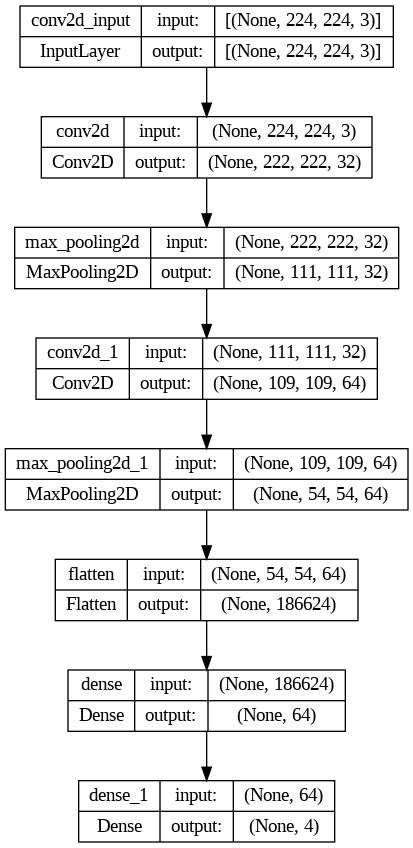 conv2d_input input: [(None, 224, 224, 3)]
InputLayer output: [(None, 224, 224, 3)]
conv2d input: (None, 224, 224, 3)
Conv2D output: (None, 222, 222, 32)
max_pooling2d input: (None, 222, 222, 32)
MaxPooling2D output: (None, 111, 111, 32)
conv2d_1 input: (None, 111, 111, 32)
Conv2D output: (None, 109, 109, 64)
max_pooling2d_1 input: (None, 109, 109, 64)
MaxPooling2D output: (None, 54, 54, 64)
flatten input: (None, 54, 54, 64)
Flatten output: (None, 186624)
dense input: (None, 186624)
Dense output: (None, 64)
dense_1 input: (None, 64)
Dense output: (None, 4)